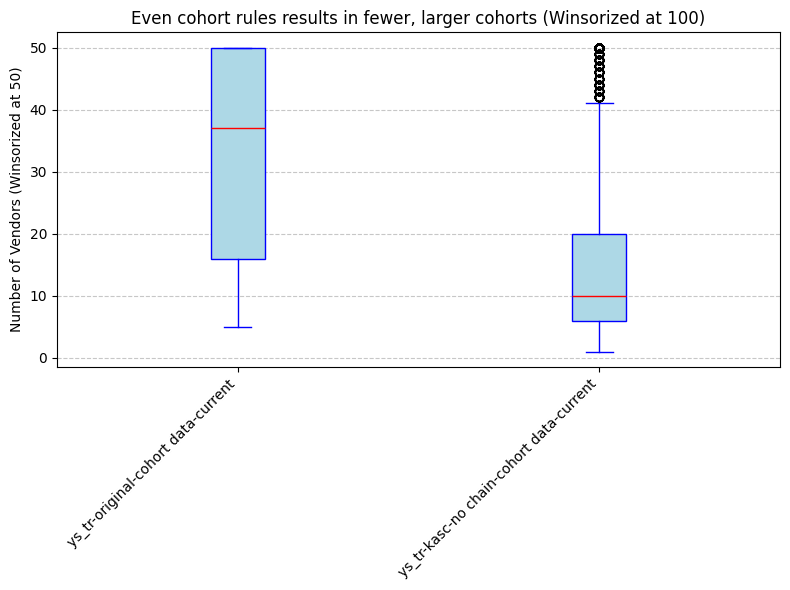 Even cohort rules results in fewer, larger cohorts (Winsorized at 100)
Number of Vendors (Winsorized at 50)
50
40
30
20
10
0
ys_tr-original-cohort data-current
ys_tr-kasc-no chain-cohort data-current